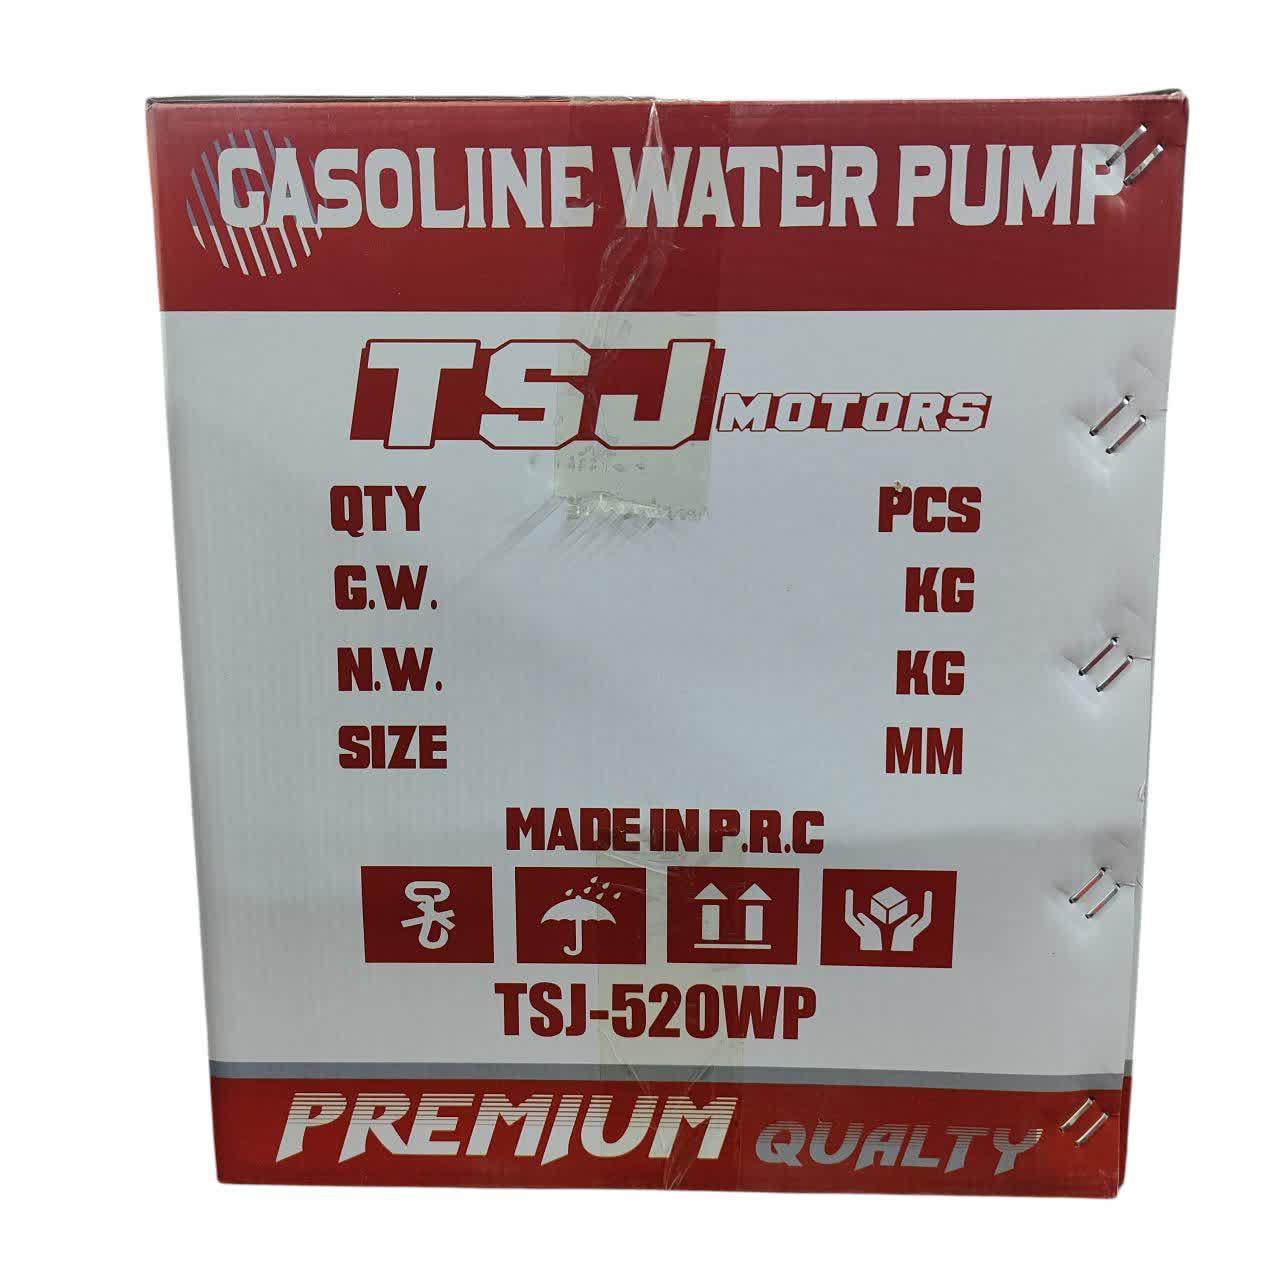 GASOLINE WATER PUMP
TSJ MOTORS
QTY PCS
G.W. KG
N.W. KG
SIZE MM
MADE IN P.R.C
TSJ-520WP
PREMIUM QUALTY